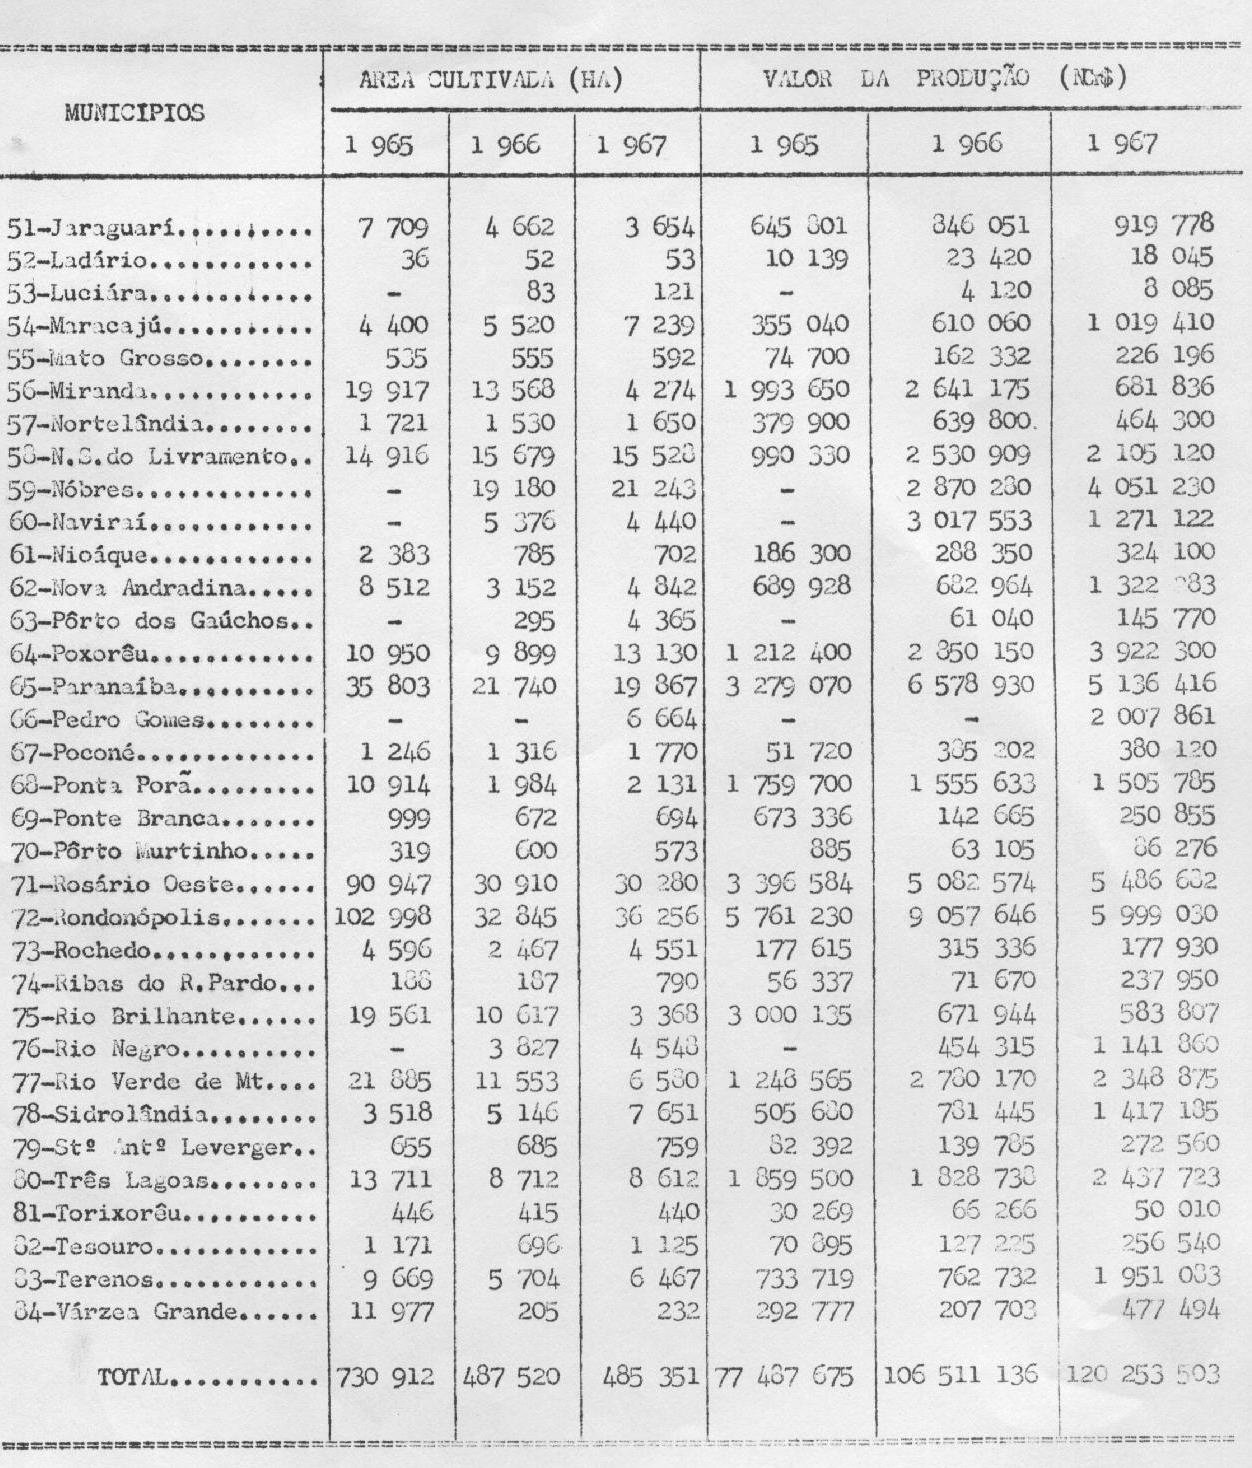 AREA CULTIVADA (HA) VALOR DA PRODUÇÃO (NCr$)
MUNICIPIOS
1 965 1 966 1 967 1 965 1 966 1 967
51-Jaraguarí.......... 7 709 4 662 3 654 645 801 846 051 919 778
52-Ladário............ 36 52 53 10 139 23 420 18 045
53-Luciára............ - 83 121 - 4 120 8 085
54-Maracajú........... 4 400 5 520 7 239 355 040 610 060 1 019 410
55-Mato Grosso........ 535 555 592 74 700 162 332 226 196
56-Miranda............ 19 917 13 568 4 274 1 993 650 2 641 175 681 836
57-Nortelândia........ 1 721 1 530 1 650 379 900 639 800. 464 300
58-N.S.do Livramento.. 14 916 15 679 15 528 990 330 2 530 909 2 105 120
59-Nóbres............. - 19 180 21 243 - 2 870 280 4 051 230
60-Naviraí............ - 5 376 4 440 - 3 017 553 1 271 122
61-Nioáque............ 2 383 785 702 186 300 288 350 324 100
62-Nova Andradina..... 8 512 3 152 4 842 689 928 682 964 1 322
63-Pôrto dos Gaúchos.. - 295 4 365 - 61 040 145 770
64-Poxorêu............ 10 950 9 899 13 130 1 212 400 2 850 150 3 922 300
65-Paranaíba.......... 35 803 21 740 19 867 3 279 070 6 578 930 5 136 416
66-Pedro Gomes........ - - 6 664 - - 2 007 861
67-Poconé............. 1 246 1 316 1 770 51 720 385 202 380 120
68-Ponta Porã......... 10 914 1 984 2 131 1 759 700 1 555 633 1 505 785
69-Ponte Branca....... 999 672 694 673 336 142 665 250 855
70-Pôrto Murtinho..... 319 600 573 885 63 105 86 276
71-Rosário Oeste...... 90 947 30 910 30 280 3 396 584 5 082 574 5 486 682
72-Rondonópolis....... 102 998 32 845 36 256 5 761 230 9 057 646 5 999 030
73-Rochedo............ 4 596 2 467 4 551 177 615 315 336 177 930
74-Ribas do R.Pardo... 188 187 790 56 337 71 670 237 950
75-Rio Brilhante...... 19 561 10 617 3 368 3 000 135 671 944 583 807
76-Rio Negro.......... - 3 827 4 548 - 454 315 1 141 860
77-Rio Verde de Mt.... 21 885 11 553 6 580 1 248 565 2 780 170 2 348 875
78-Sidrolândia........ 3 518 5 146 7 651 505 680 781 445 1 417 185
79-Stº Antº Leverger.. 655 685 759 82 392 139 785 272 560
80-Três Lagoas........ 13 711 8 712 8 612 1 859 500 1 828 738 2 437 723
81-Torixorêu.......... 446 415 440 30 269 66 266 50 010
82-Tesouro............ 1 171 696 1 125 70 895 127 225 256 540
83-Terenos............ 9 669 5 704 6 467 733 719 762 732 1 951 083
84-Várzea Grande...... 11 977 205 232 292 777 207 703 477 494
TOTAL........... 730 912 487 520 485 351 77 487 675 106 511 136 120 253 503